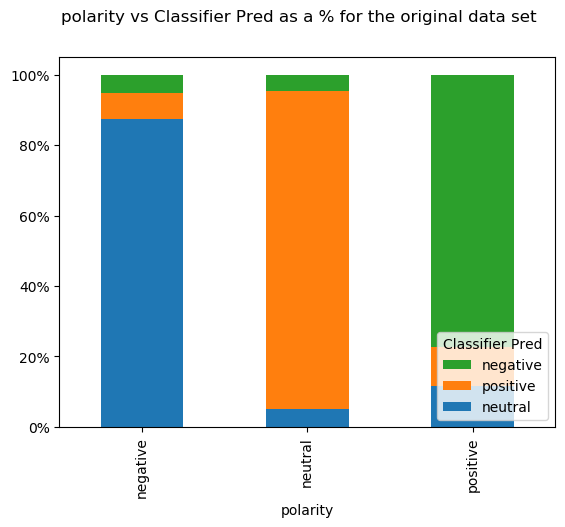 polarity vs Classifier Pred as a % for the original data set
100%
80%
60%
40%
20%
0%
Classifier Pred
negative
positive
neutral
negative
neutral
positive
polarity